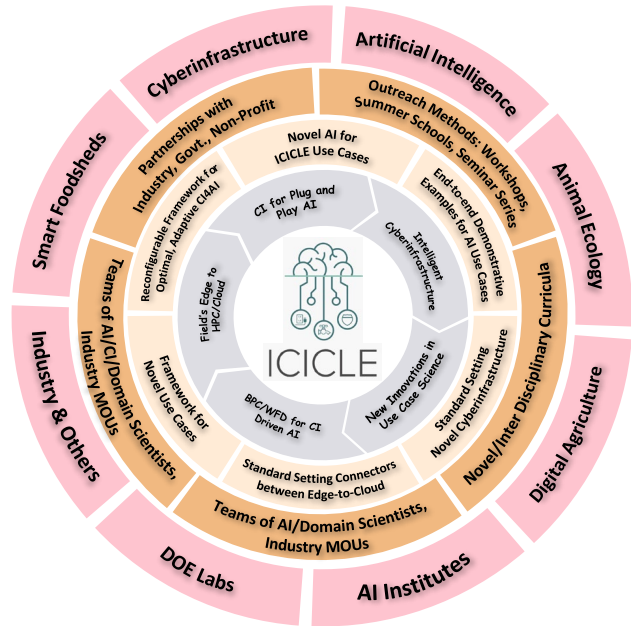 Cyberinfrastructure
Artificial Intelligence
Animal Ecology
Digital Agriculture
AI Institutes
DOE Labs
Industry & Others
Smart Foodsheds
Partnerships with
Industry, Govt., Non-Profit
Outreach Methods: Workshops,
Summer Schools, Seminar Series
Novel/Inter Disciplinary Curricula
Teams of AI/Domain Scientists,
Industry MOUs
Teams of AI/CI/Domain Scientists,
Industry MOUs
Novel AI for
ICICLE Use Cases
End-to-end Demonstrative
Examples for AI Use Cases
Standard Setting
Novel Cyberinfrastructure
Standard Setting Connectors
between Edge-to-Cloud
Framework for
Novel Use Cases
Reconfigurable Framework for
Optimal, Adaptive CI4AI
CI for Plug and
Play AI
Intelligent
Cyberinfrastructure
New Innovations in
Use Case Science
BPC/WFD for CI
Driven AI
Field's Edge to
HPC/Cloud
ICICLE